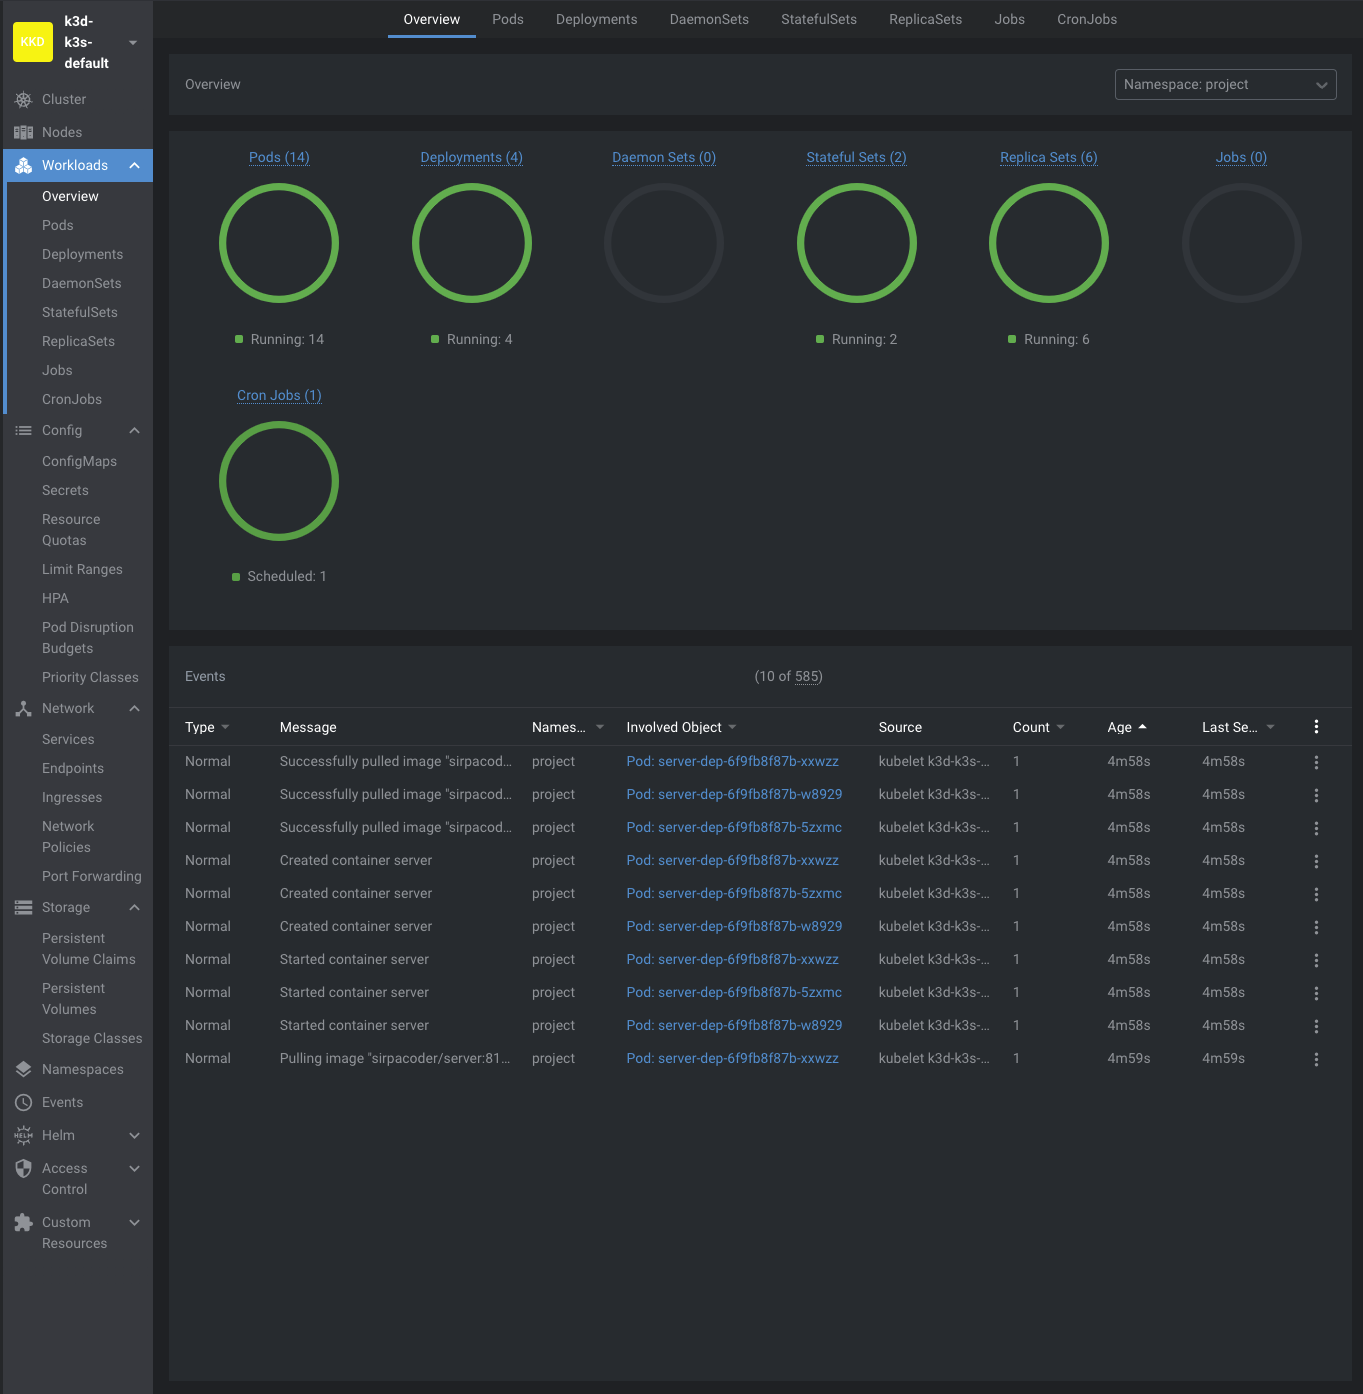 KKD
k3d-
k3s-
default
Cluster
Nodes
Workloads
Overview
Pods
Deployments
DaemonSets
StatefulSets
ReplicaSets
Jobs
CronJobs
Config
ConfigMaps
Secrets
Resource
Quotas
Limit Ranges
HPA
Pod Disruption
Budgets
Priority Classes
Network
Services
Endpoints
Ingresses
Network
Policies
Port Forwarding
Storage
Persistent
Volume Claims
Persistent
Volumes
Storage Classes
Namespaces
Events
HELM Helm
Access
Control
Custom
Resources
Overview Pods Deployments DaemonSets StatefulSets ReplicaSets Jobs CronJobs
Overview Namespace: project
Pods (14) Deployments (4) Daemon Sets (0) Stateful Sets (2) Replica Sets (6) Jobs (0)
Running: 14 Running: 4 Running: 2 Running: 6
Cron Jobs (1)
Scheduled: 1
Events (10 of 585)
Type Message Names... Involved Object Source Count Age Last Se...
Normal Successfully pulled image "sirpacod... project Pod: server-dep-6f9fb8f87b-xxwzz kubelet k3d-k3s-... 1 4m58s 4m58s
Normal Successfully pulled image "sirpacod... project Pod: server-dep-6f9fb8f87b-w8929 kubelet k3d-k3s-... 1 4m58s 4m58s
Normal Successfully pulled image "sirpacod... project Pod: server-dep-6f9fb8f87b-5zxmc kubelet k3d-k3s-... 1 4m58s 4m58s
Normal Created container server project Pod: server-dep-6f9fb8f87b-xxwzz kubelet k3d-k3s-... 1 4m58s 4m58s
Normal Created container server project Pod: server-dep-6f9fb8f87b-5zxmc kubelet k3d-k3s-... 1 4m58s 4m58s
Normal Created container server project Pod: server-dep-6f9fb8f87b-w8929 kubelet k3d-k3s-... 1 4m58s 4m58s
Normal Started container server project Pod: server-dep-6f9fb8f87b-xxwzz kubelet k3d-k3s-... 1 4m58s 4m58s
Normal Started container server project Pod: server-dep-6f9fb8f87b-5zxmc kubelet k3d-k3s-... 1 4m58s 4m58s
Normal Started container server project Pod: server-dep-6f9fb8f87b-w8929 kubelet k3d-k3s-... 1 4m58s 4m58s
Normal Pulling image "sirpacoder/server:81... project Pod: server-dep-6f9fb8f87b-xxwzz kubelet k3d-k3s-... 1 4m59s 4m59s